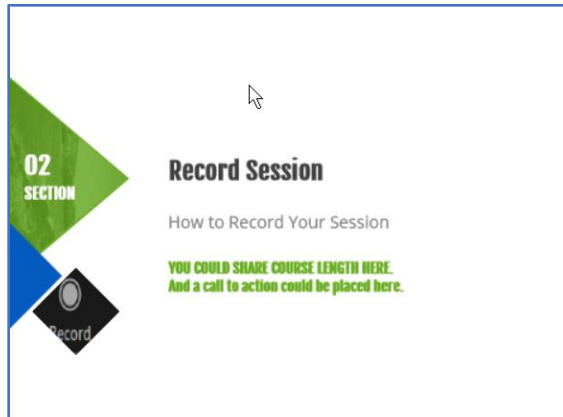 02
SECTION
Record Session
How to Record Your Session
YOU COULD SHARE COURSE LENGTH HERE.
And a call to action could be placed here.
Record